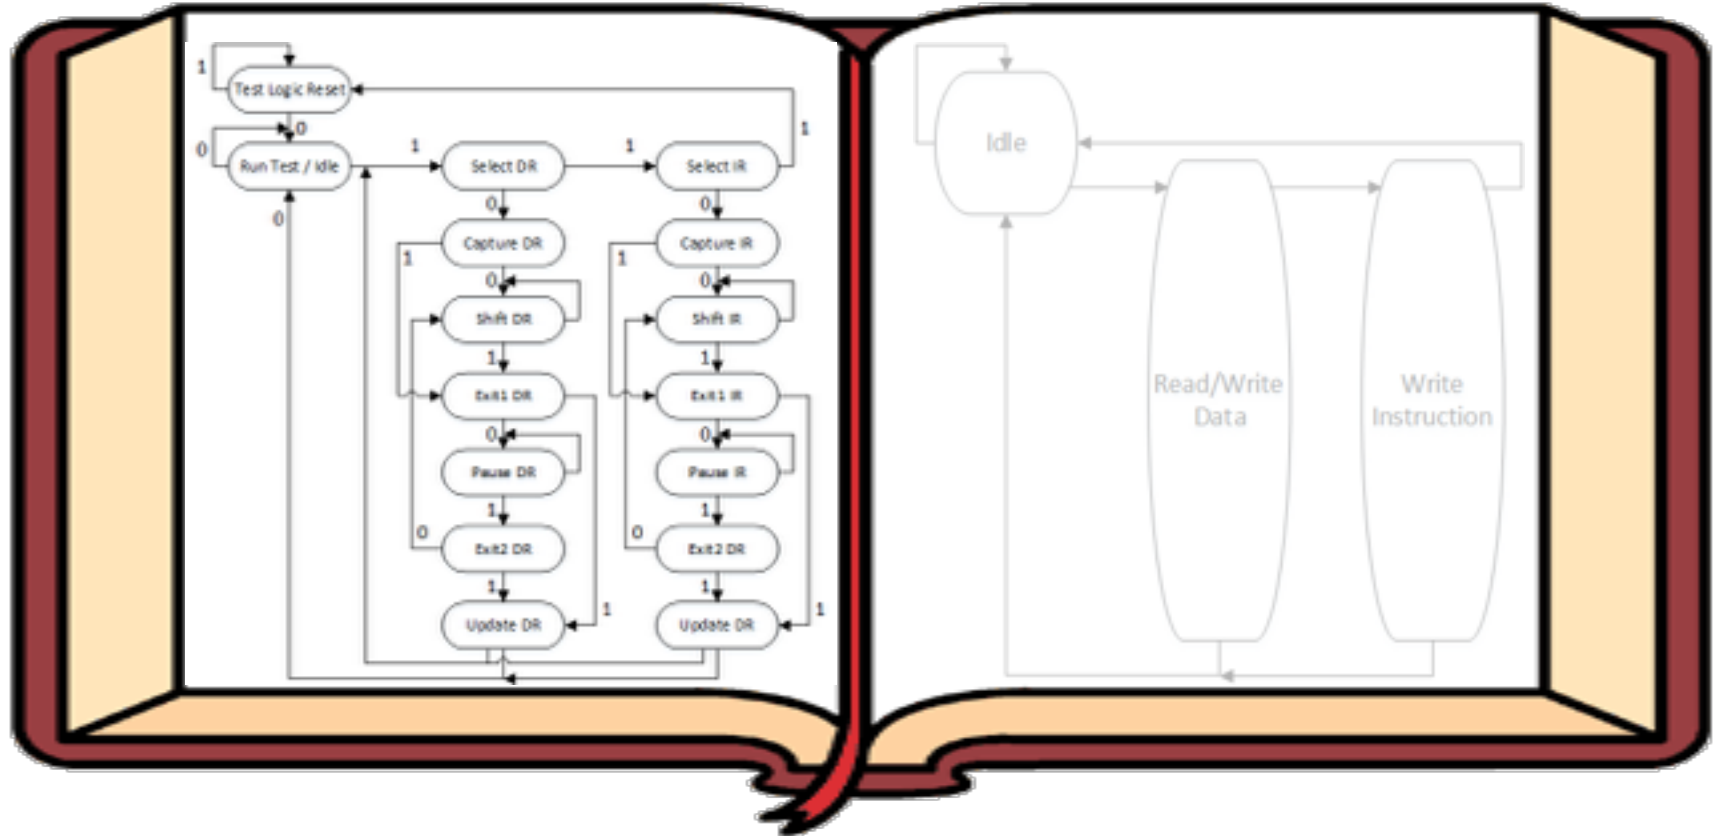 1
Test Logic Reset
0
1
0
Run Test / Idle
1
Select DR
1
Select IR
0
0
0
Capture DR
Capture IR
1
1
0
0
Shift DR
Shift IR
1
1
Exit1 DR
Exit1 IR
0
0
Pause DR
Pause IR
1
1
0
0
Exit2 DR
Exit2 DR
1
1
1
1
Update DR
Update DR
Idle
Read/Write
Data
Write
Instruction